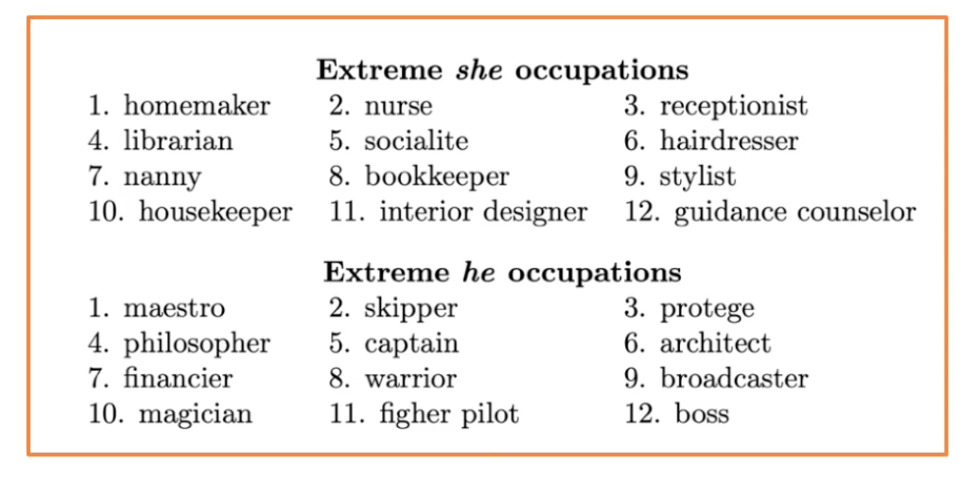 Extreme she occupations
1. homemaker 2. nurse 3. receptionist
4. librarian 5. socialite 6. hairdresser
7. nanny 8. bookkeeper 9. stylist
10. housekeeper 11. interior designer 12. guidance counselor
Extreme he occupations
1. maestro 2. skipper 3. protege
4. philosopher 5. captain 6. architect
7. financier 8. warrior 9. broadcaster
10. magician 11. figher pilot 12. boss